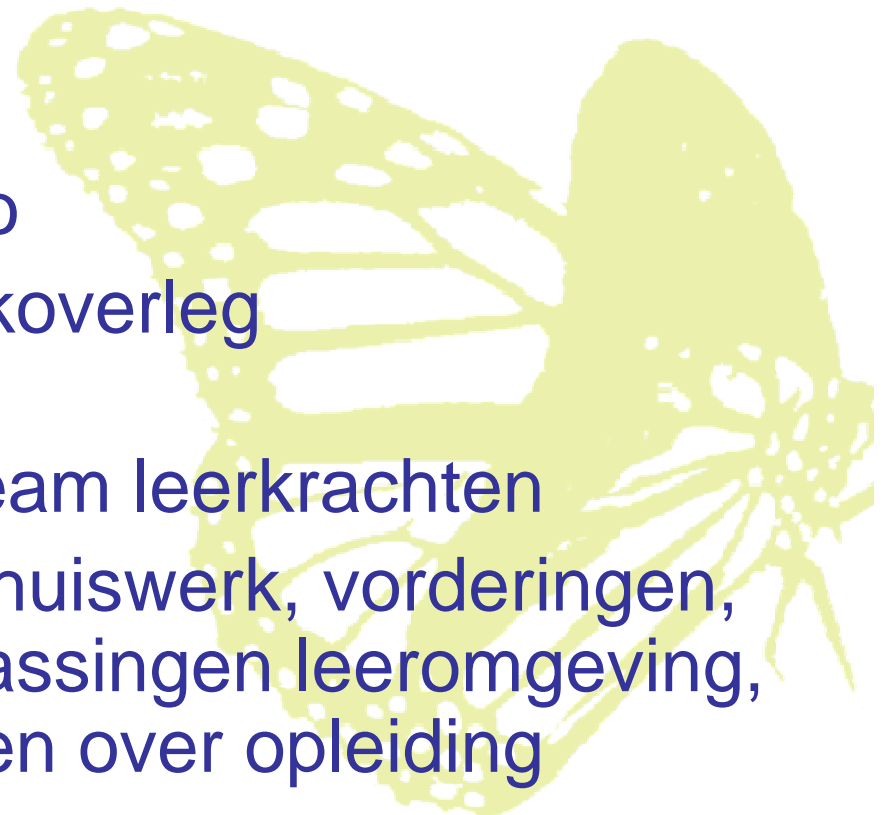 o
koverleg
eam leerkrachten
huiswerk, vorderingen,
assingen leeromgeving,
en over opleiding